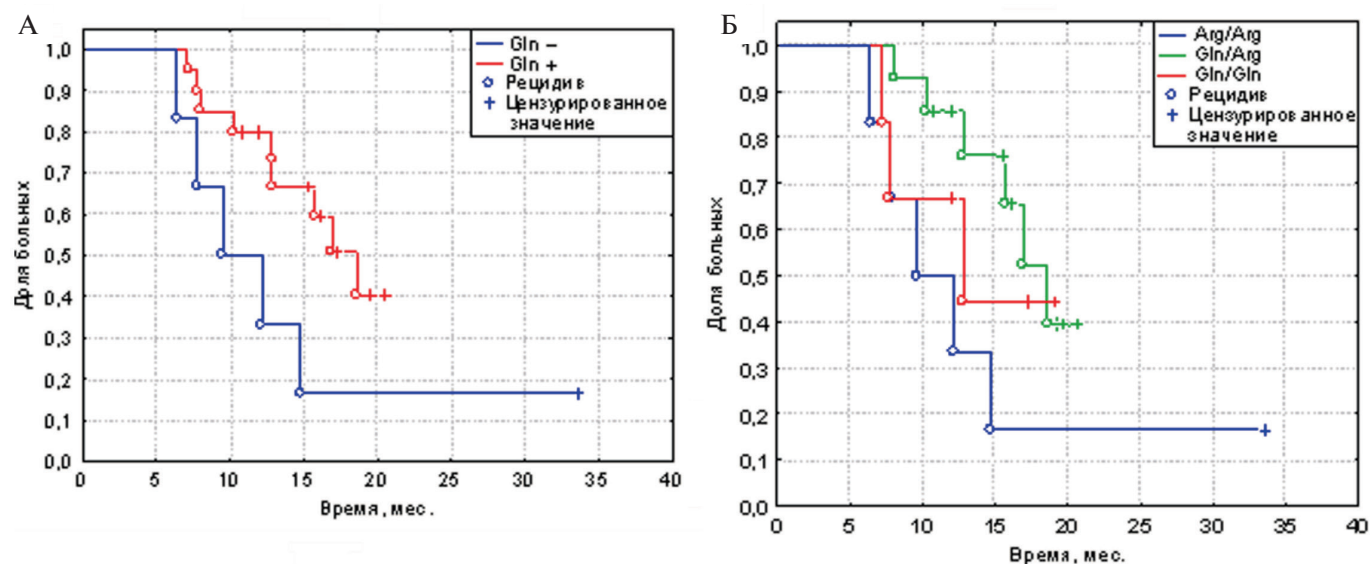 А
Gln –
Gln +
Рецидив
Цензурированное
значение
1,0
0,9
0,8
0,7
0,6
0,5
0,4
0,3
0,2
0,1
0,0
Доля больных
0 5 10 15 20 25 30 35 40
Время, мес.
Б
Arg/Arg
Gln/Arg
Gln/Gln
Рецидив
Цензурированное
значение
1,0
0,9
0,8
0,7
0,6
0,5
0,4
0,3
0,2
0,1
0,0
Доля больных
0 5 10 15 20 25 30 35 40
Время, мес.